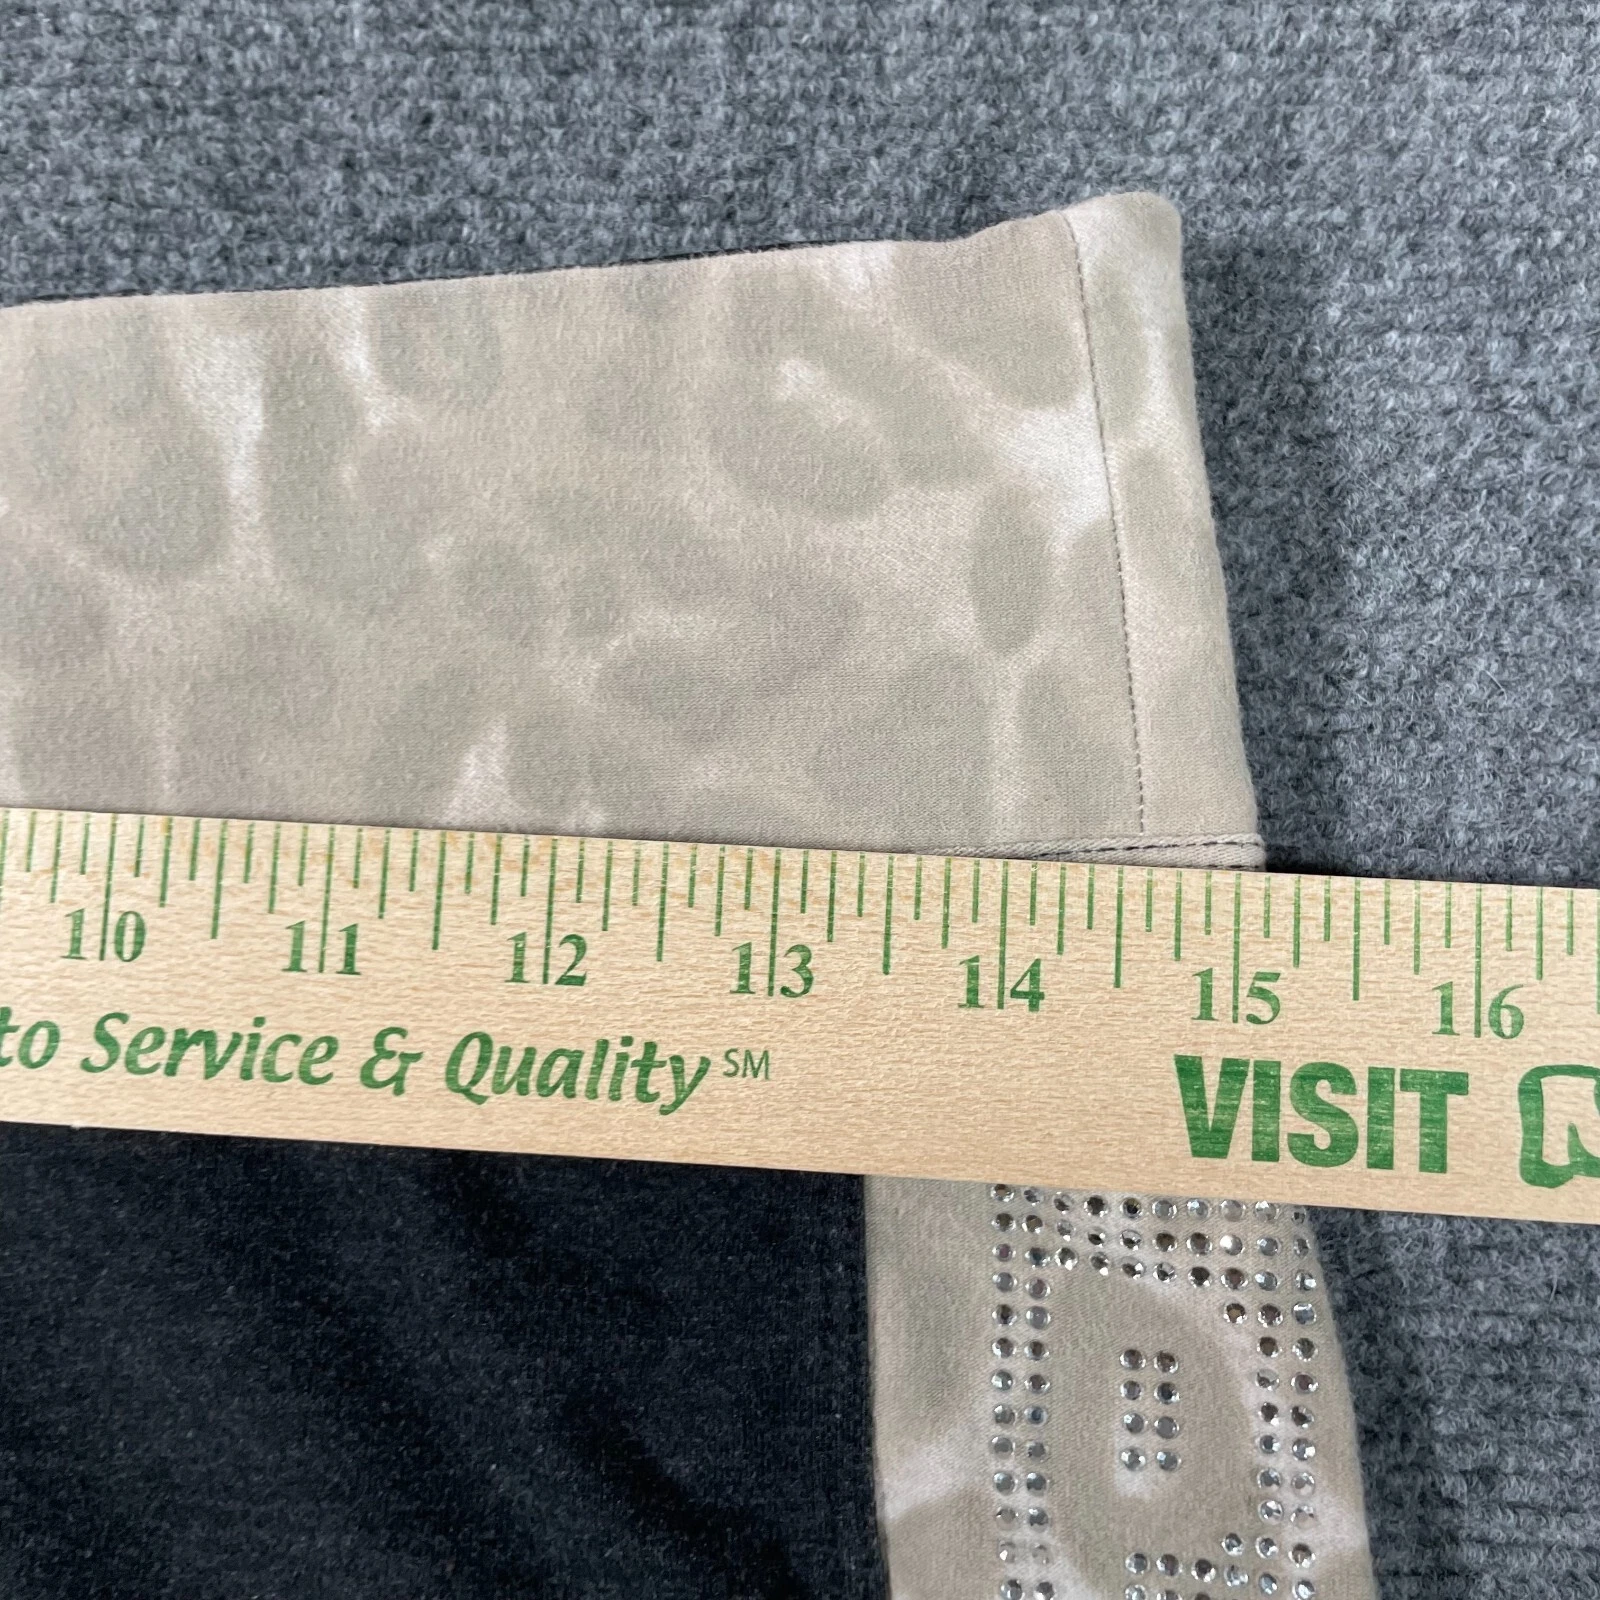 10 11 12 13 14 15 16
to Service & Quality SM
VISIT